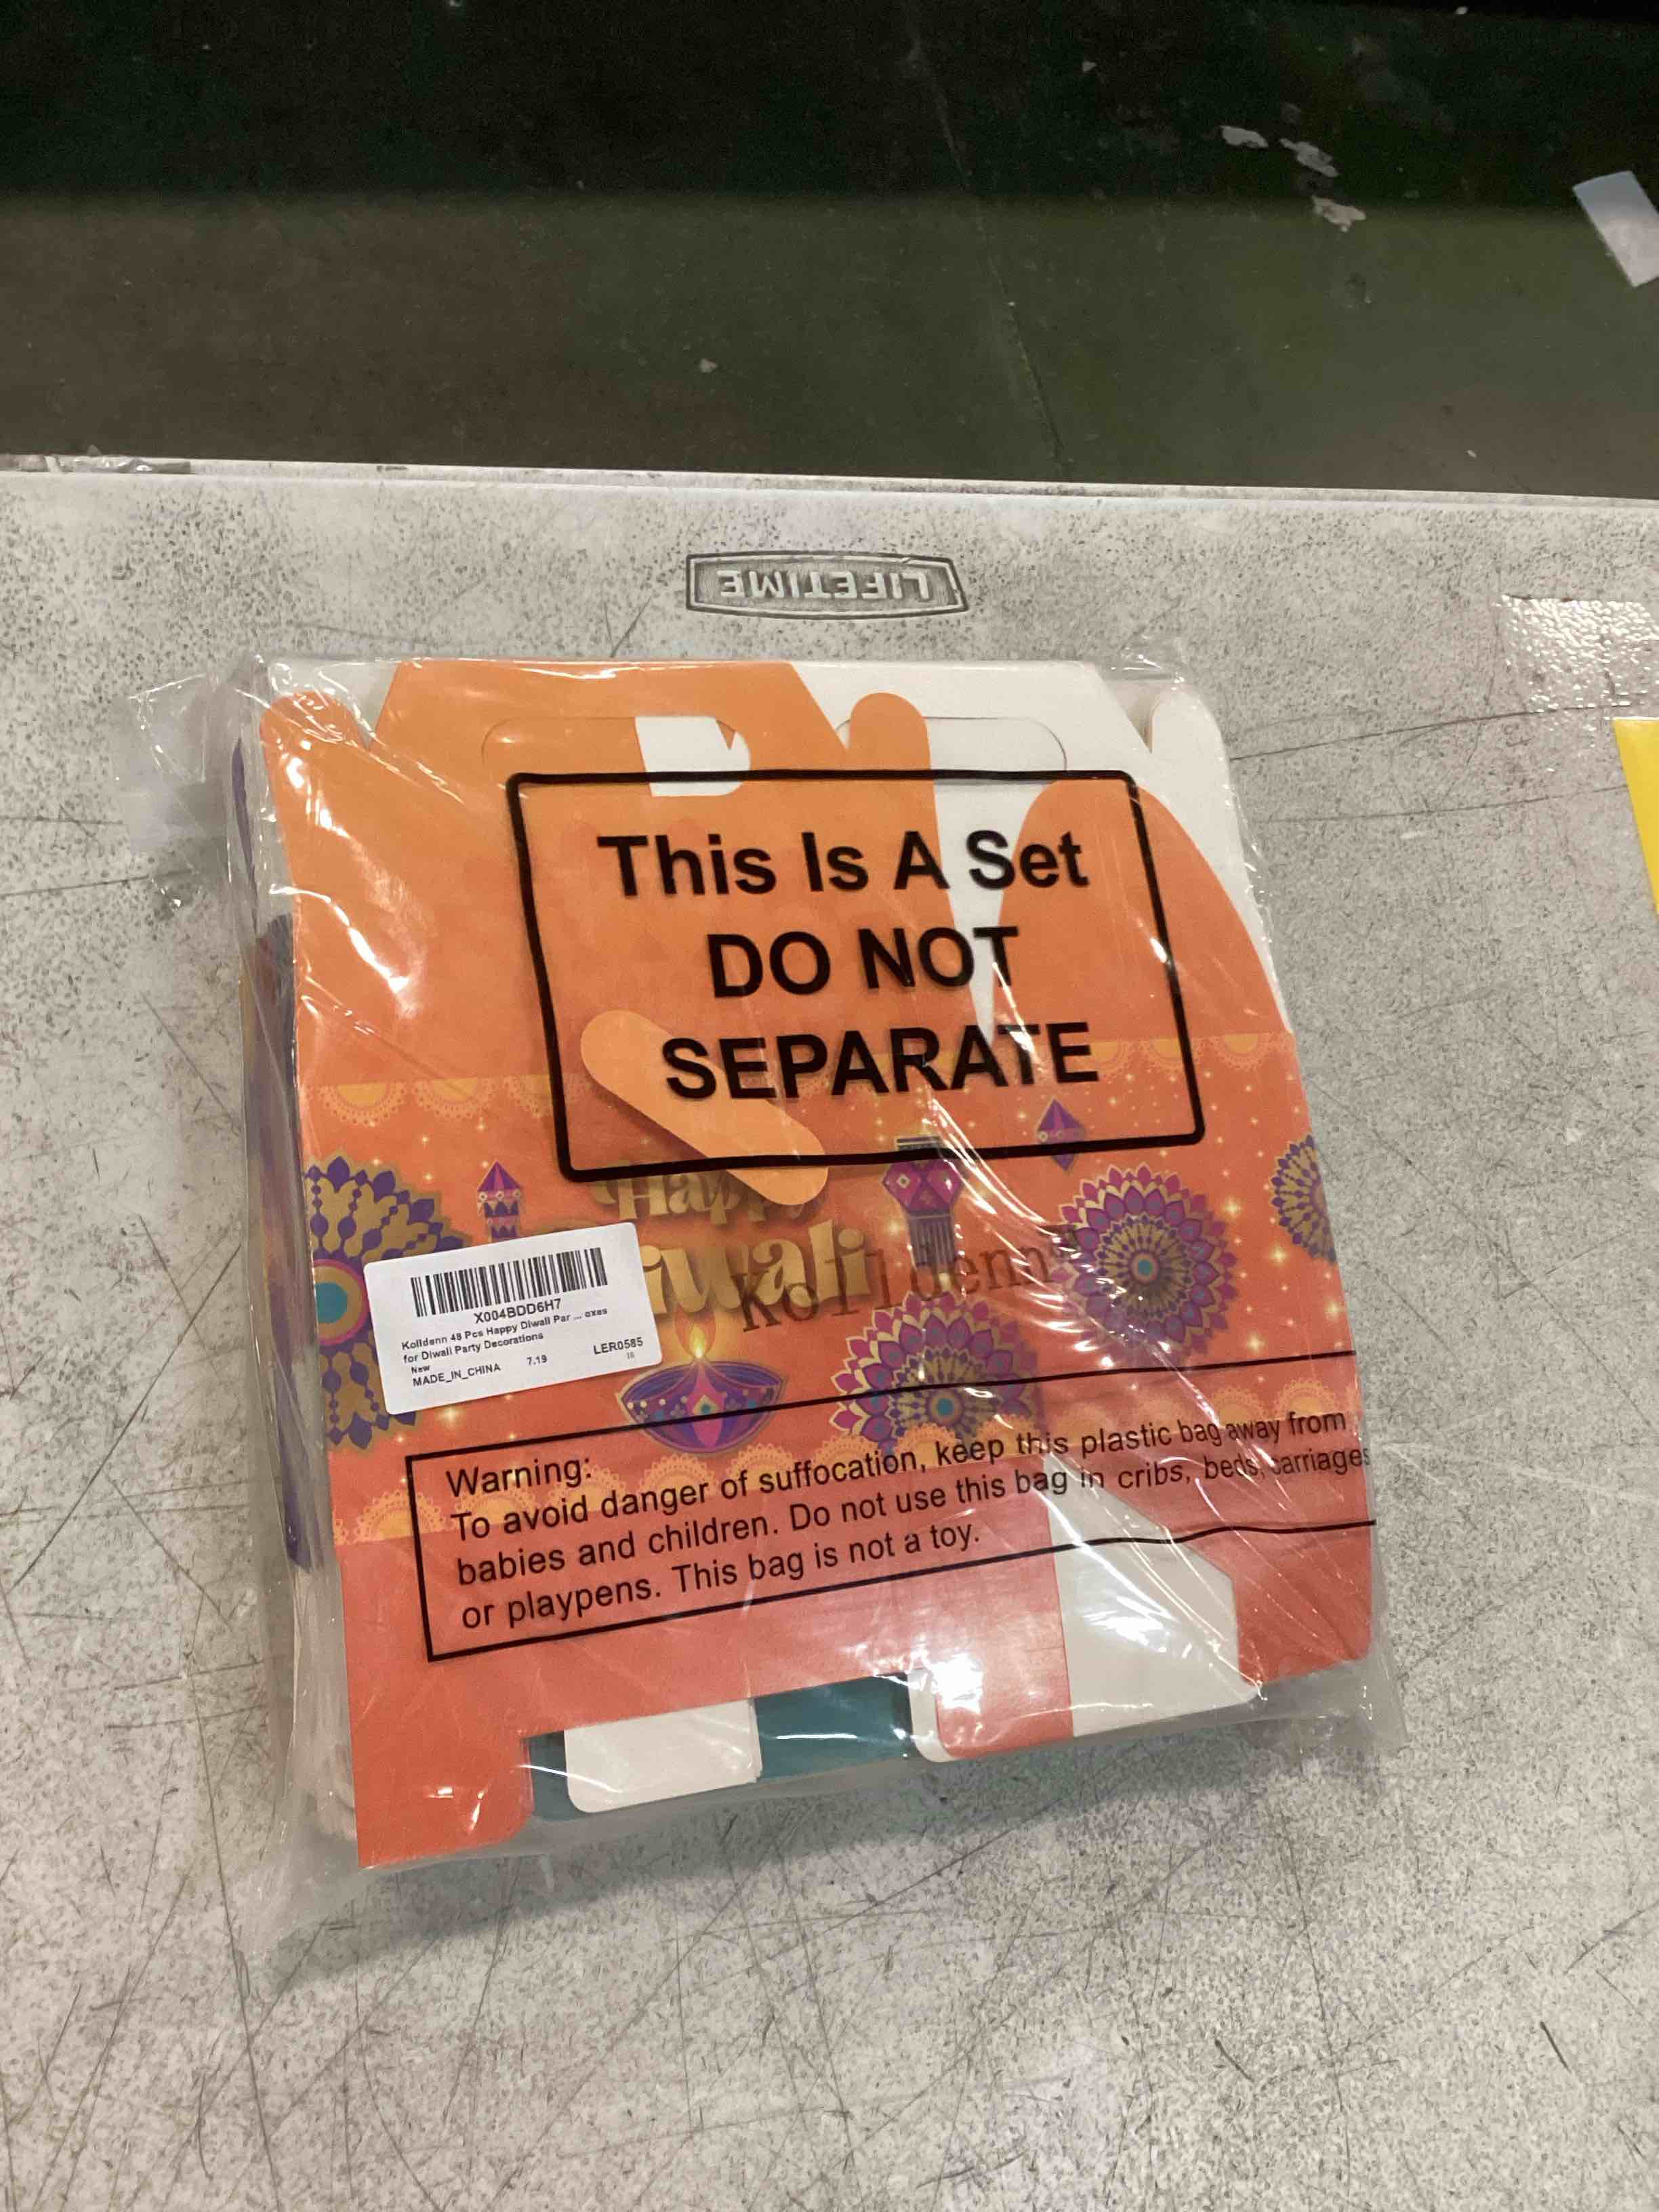 LIFETIME
This Is A Set
DO NOT
SEPARATE
Happy
iwali
Kolldenn
X004BDD6H7
Kolldenn 48 Pcs Happy Diwali Par ... oxes
for Diwali Party Decorations
New
MADE_IN_CHINA 7.19 LER0585
Warning:
To avoid danger of suffocation, keep this plastic bag away from
babies and children. Do not use this bag in cribs, beds, carriages
or playpens. This bag is not a toy.